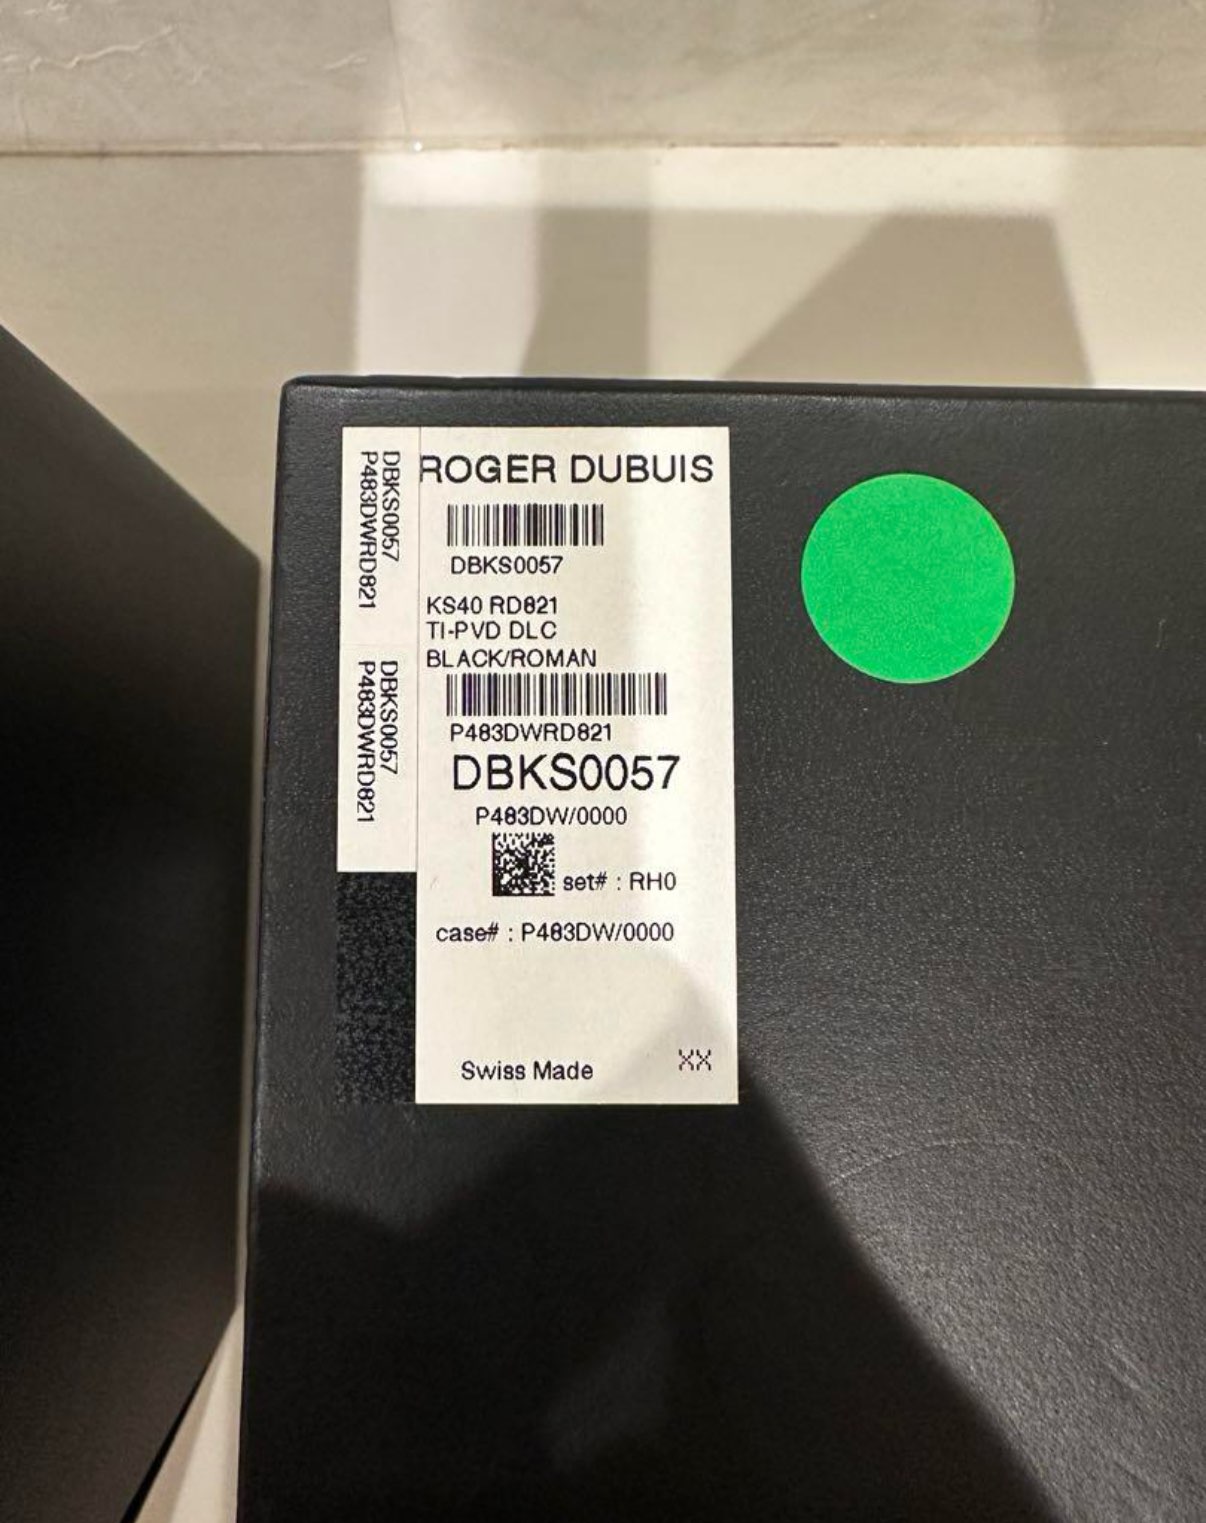 DBKS0057
P483DWRD821
DBKS0057
P483DWRD821
ROGER DUBUIS
DBKS0057
KS40 RD821
TI-PVD DLC
BLACK/ROMAN
P483DWRD821
DBKS0057
P483DW/0000
set# : RH0
case# : P483DW/0000
Swiss Made
XX